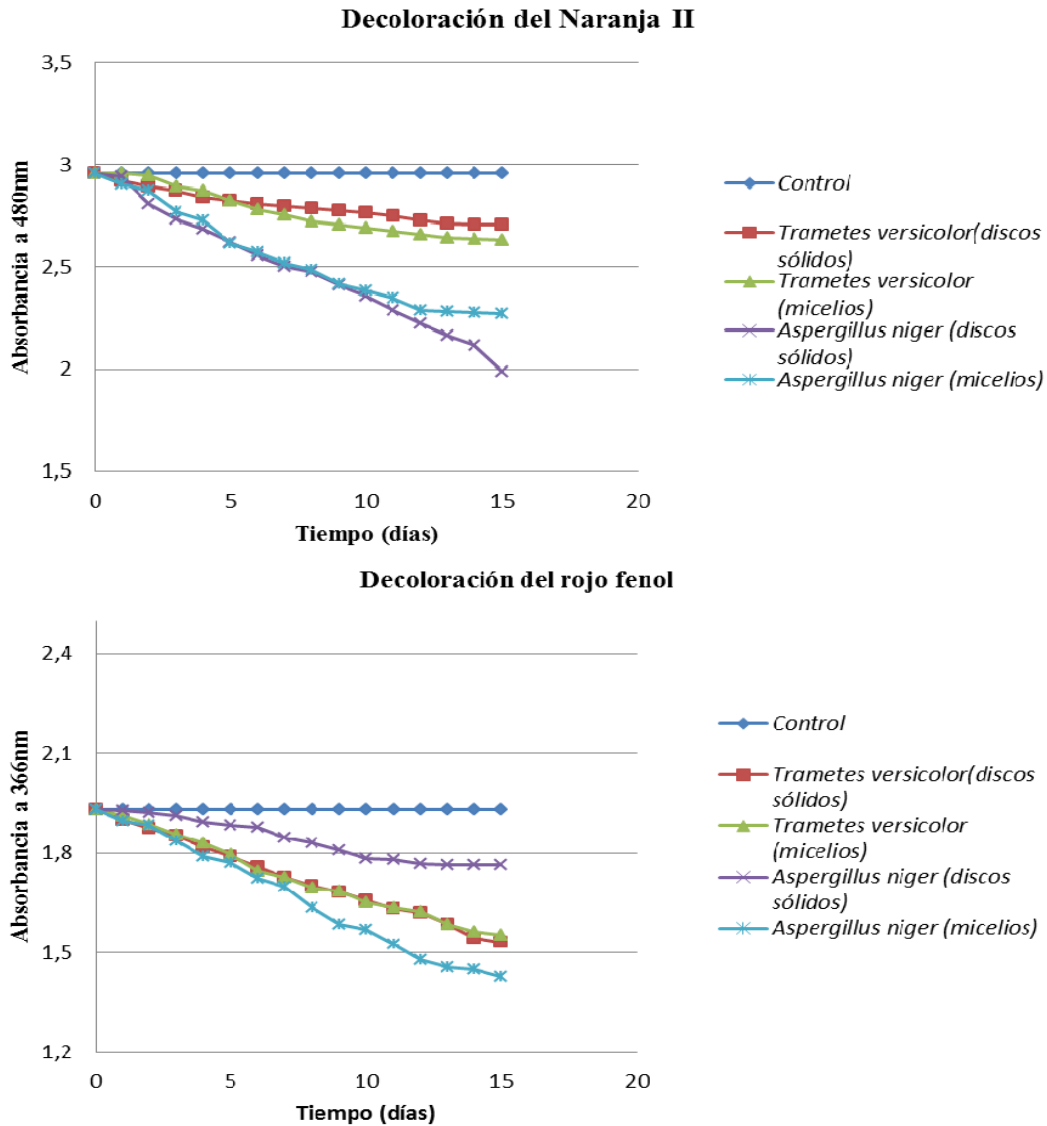 Decoloración del Naranja II
3,5
3
2,5
2
1,5
Absorbancia a 480nm
0 5 10 15 20
Tiempo (días)
Control
Trametes versicolor(discos
sólidos)
Trametes versicolor
(micelios)
Aspergillus niger (discos
sólidos)
Aspergillus niger (micelios)
Decoloración del rojo fenol
2,4
2,1
1,8
1,5
1,2
Absorbancia a 366nm
0 5 10 15 20
Tiempo (días)
Control
Trametes versicolor(discos
sólidos)
Trametes versicolor
(micelios)
Aspergillus niger (discos
sólidos)
Aspergillus niger (micelios)